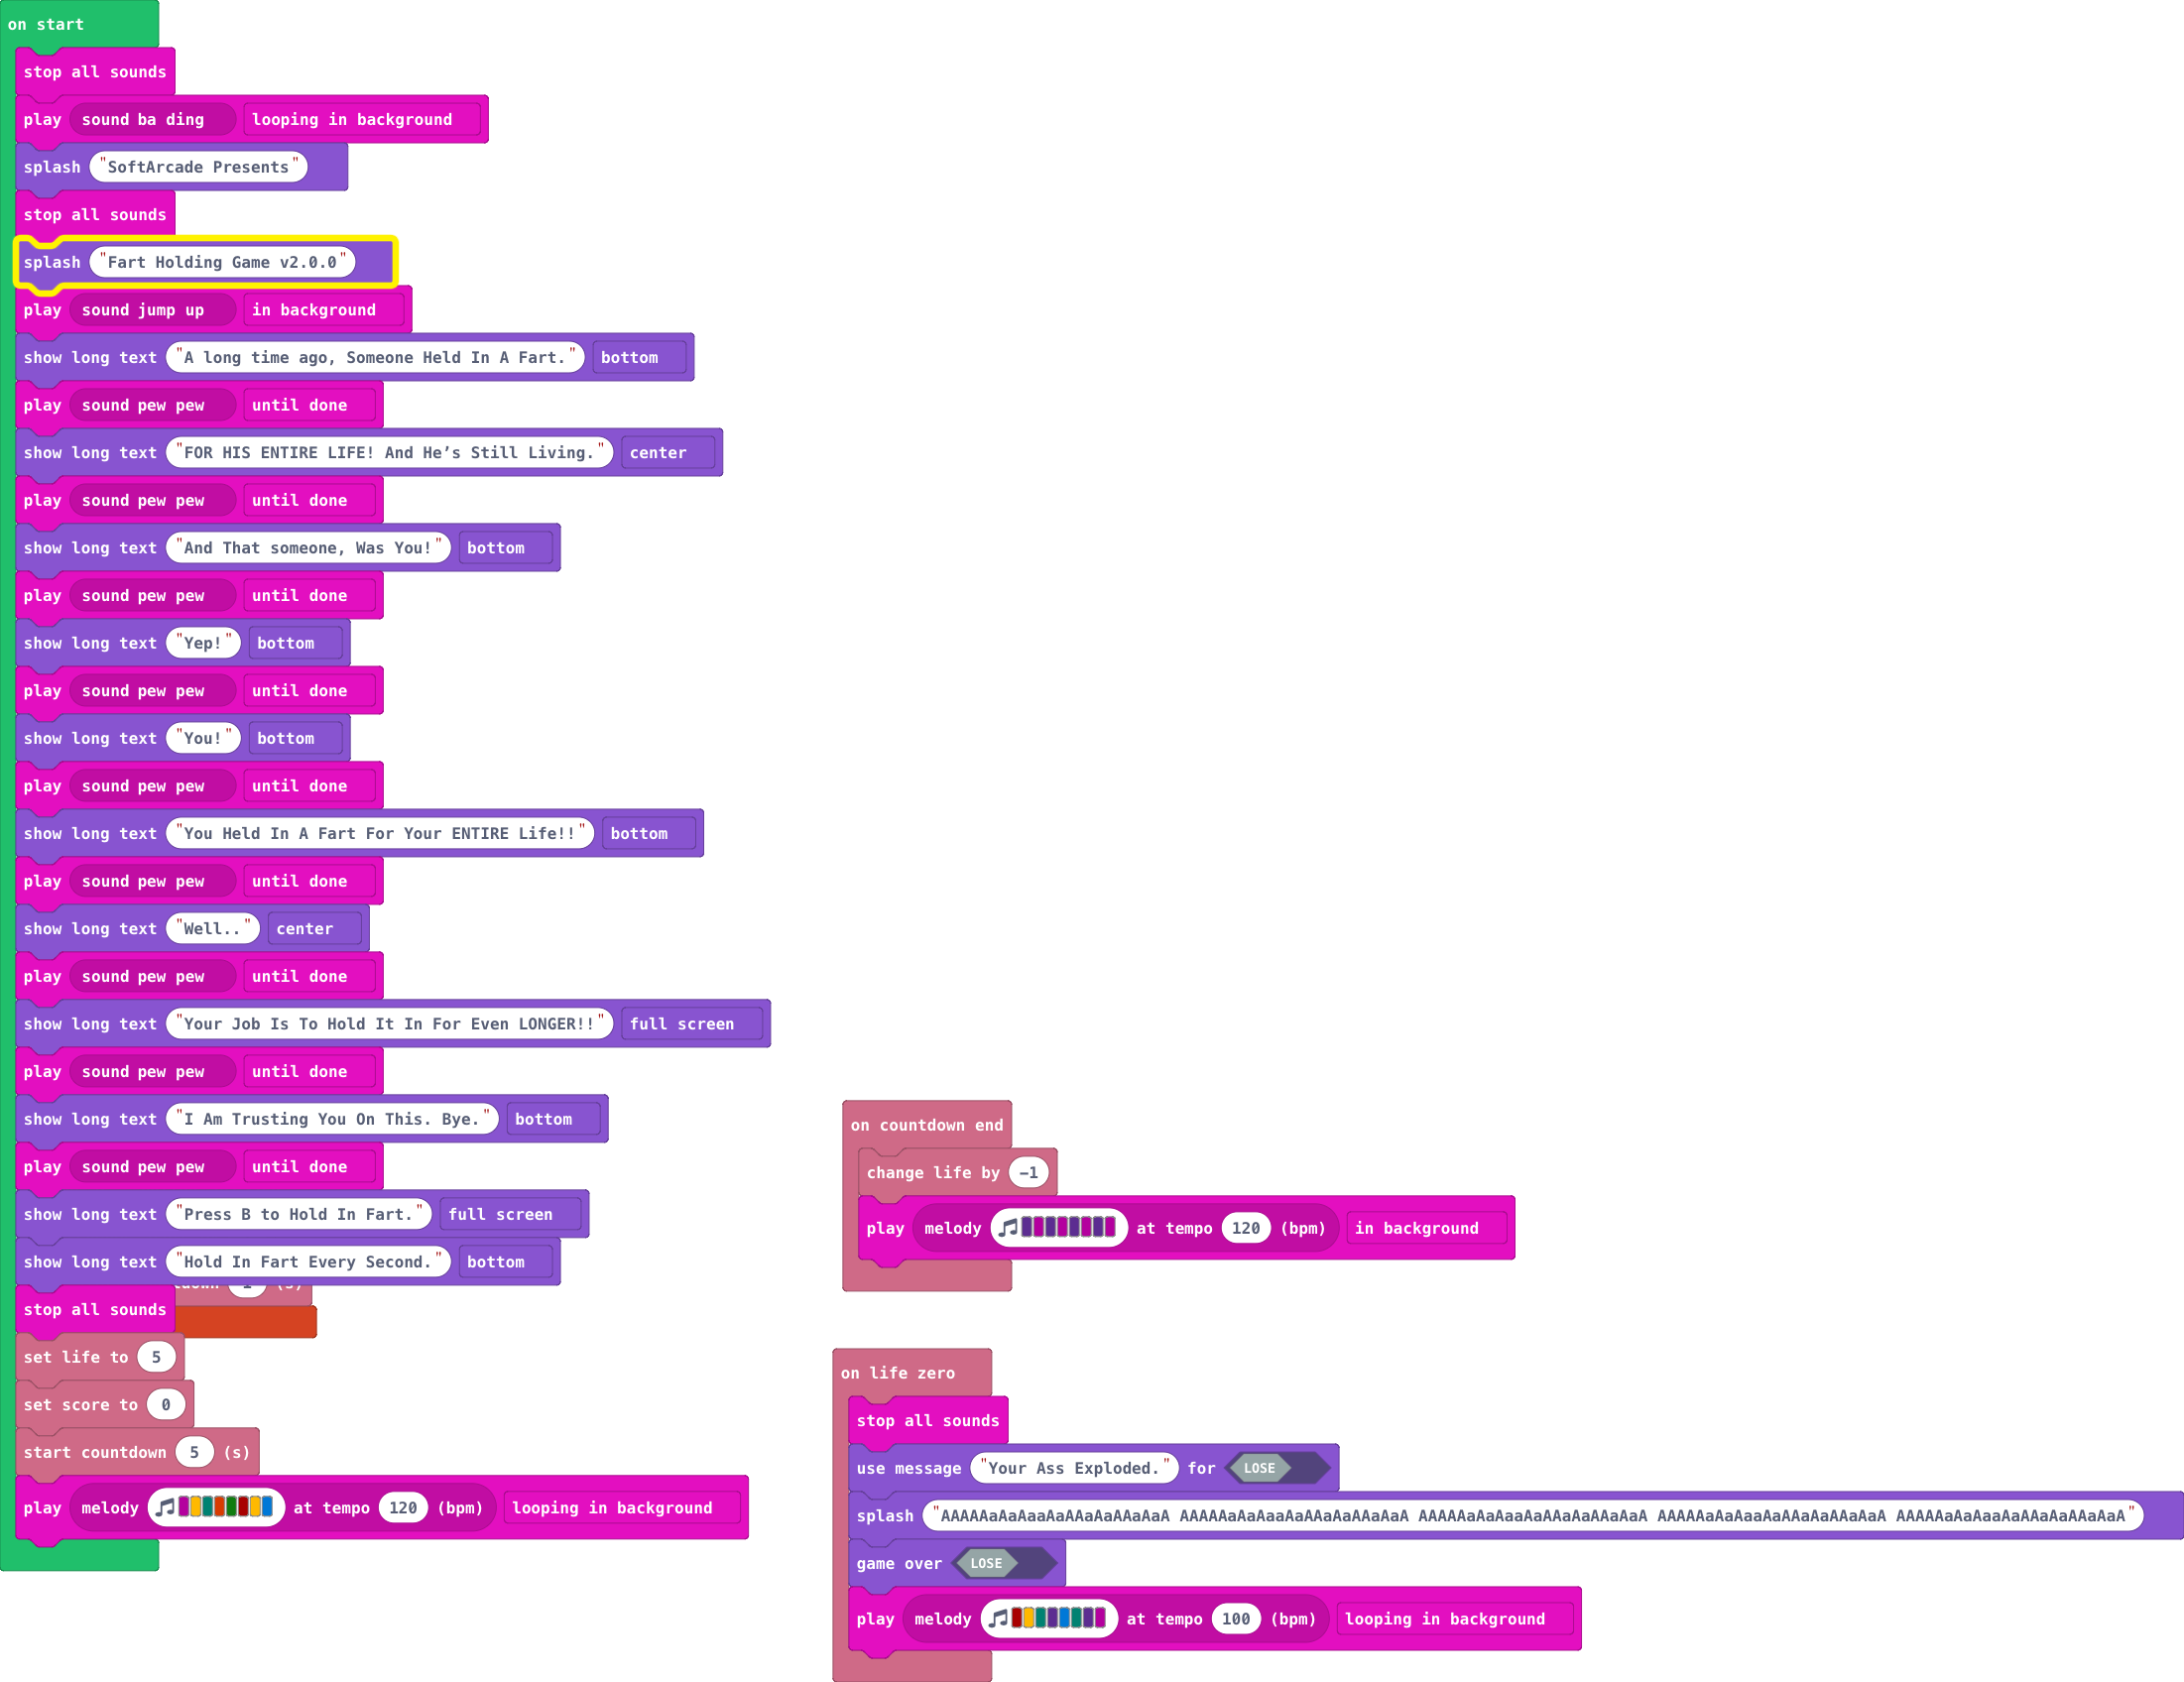 on start
stop all sounds
play sound ba ding looping in background
splash "SoftArcade Presents"
stop all sounds
splash "Fart Holding Game v2.0.0"
play sound jump up in background
show long text "A long time ago, Someone Held In A Fart." bottom
play sound pew pew until done
show long text "FOR HIS ENTIRE LIFE! And He’s Still Living." center
play sound pew pew until done
show long text "And That someone, Was You!" bottom
play sound pew pew until done
show long text "Yep!" bottom
play sound pew pew until done
show long text "You!" bottom
play sound pew pew until done
show long text "You Held In A Fart For Your ENTIRE Life!!" bottom
play sound pew pew until done
show long text "Well.." center
play sound pew pew until done
show long text "Your Job Is To Hold It In For Even LONGER!!" full screen
play sound pew pew until done
show long text "I Am Trusting You On This. Bye." bottom
play sound pew pew until done
show long text "Press B to Hold In Fart." full screen
show long text "Hold In Fart Every Second." bottom
stop all sounds
set life to 5
set score to 0
start countdown 5 (s)
play melody at tempo 120 (bpm) looping in background
on countdown end
change life by -1
play melody at tempo 120 (bpm) in background
on life zero
stop all sounds
use message "Your Ass Exploded." for LOSE
splash "AAAAAaAaAaaAaAAaAaAAaAaA AAAAAaAaAaaAaAAaAaAAaAaA AAAAAaAaAaaAaAAaAaAAaAaA AAAAAaAaAaaAaAAaAaAAaAaA AAAAAaAaAaaAaAAaAaAAaAaA"
game over LOSE
play melody at tempo 100 (bpm) looping in background